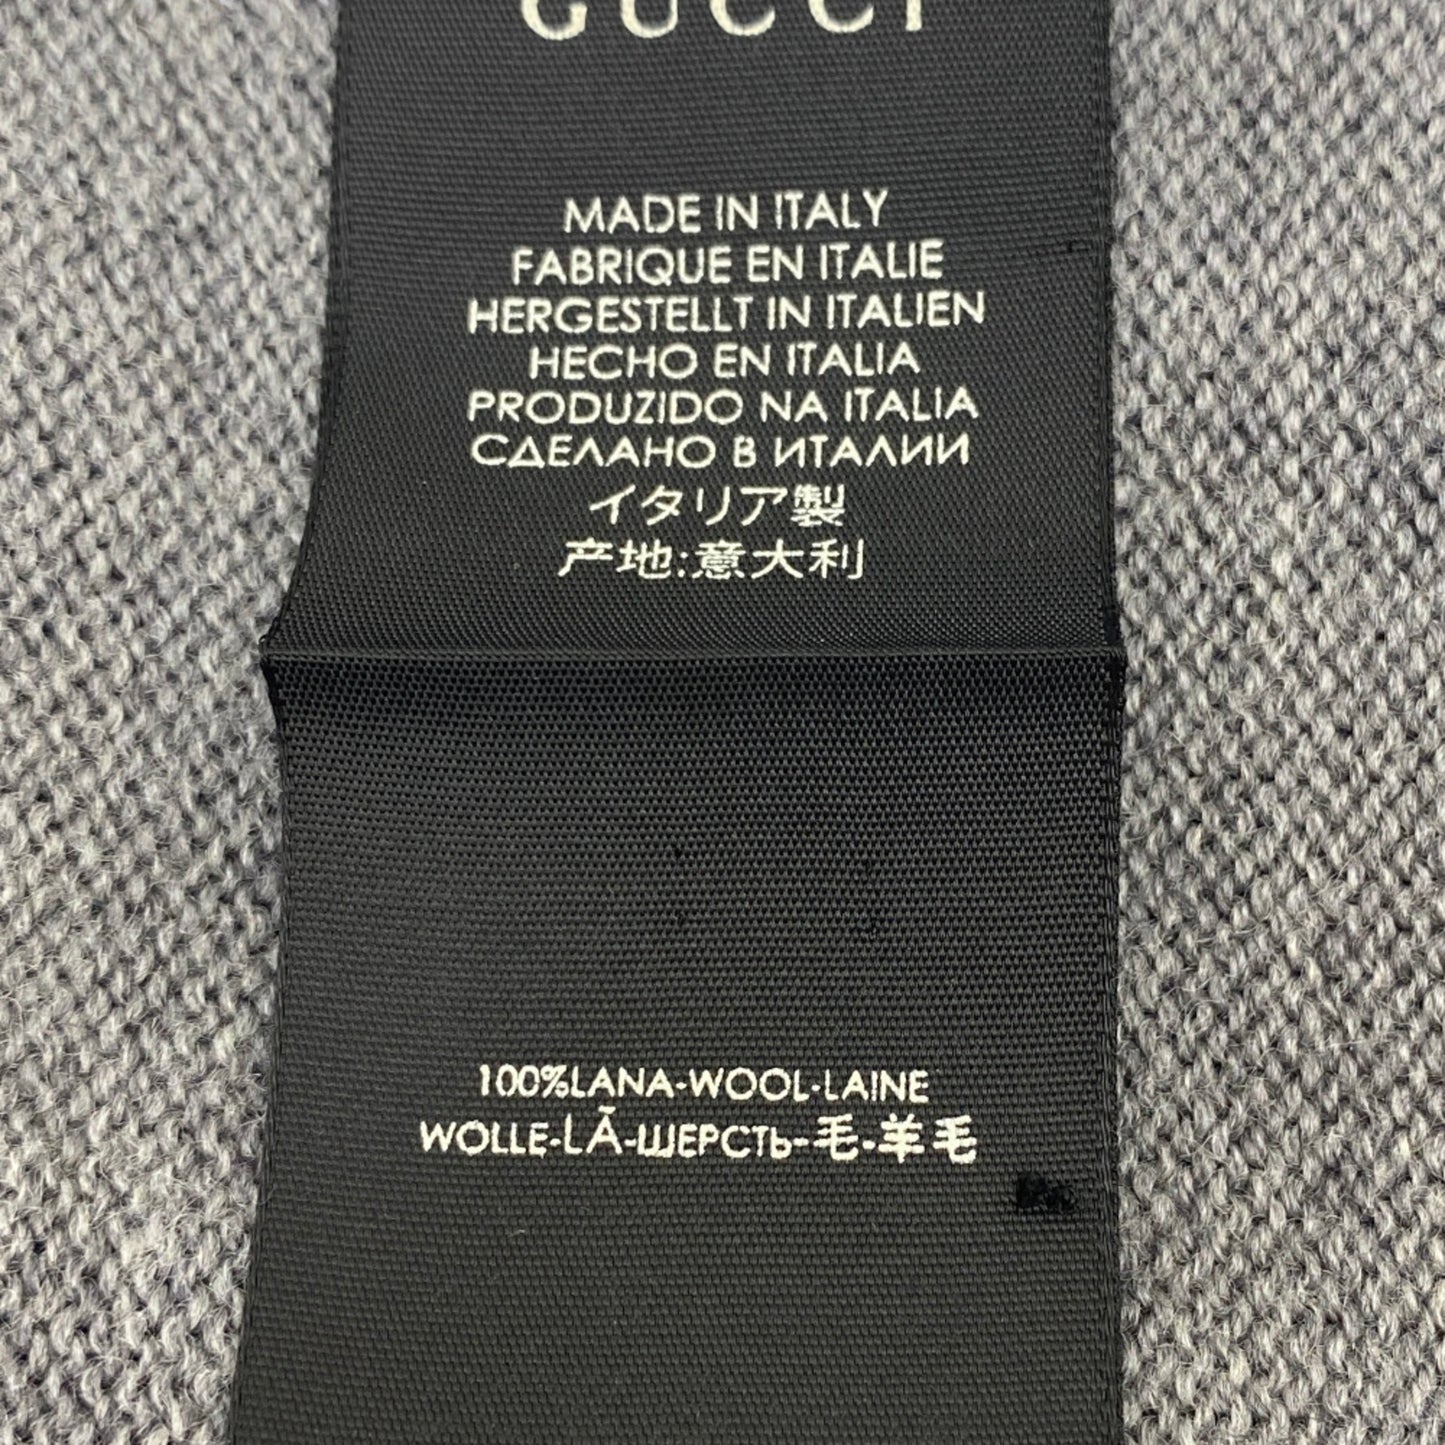 GUCCI
MADE IN ITALY
FABRIQUE EN ITALIE
HERGESTELLT IN ITALIEN
HECHO EN ITALIA
PRODUZIDO NA ITALIA
СДЕЛАНО В ИТАЛИИ
イタリア製
产地:意大利
100%LANA-WOOL-LAINE
WOLLE-LÃ-ШЕРСТЬ-毛-羊毛